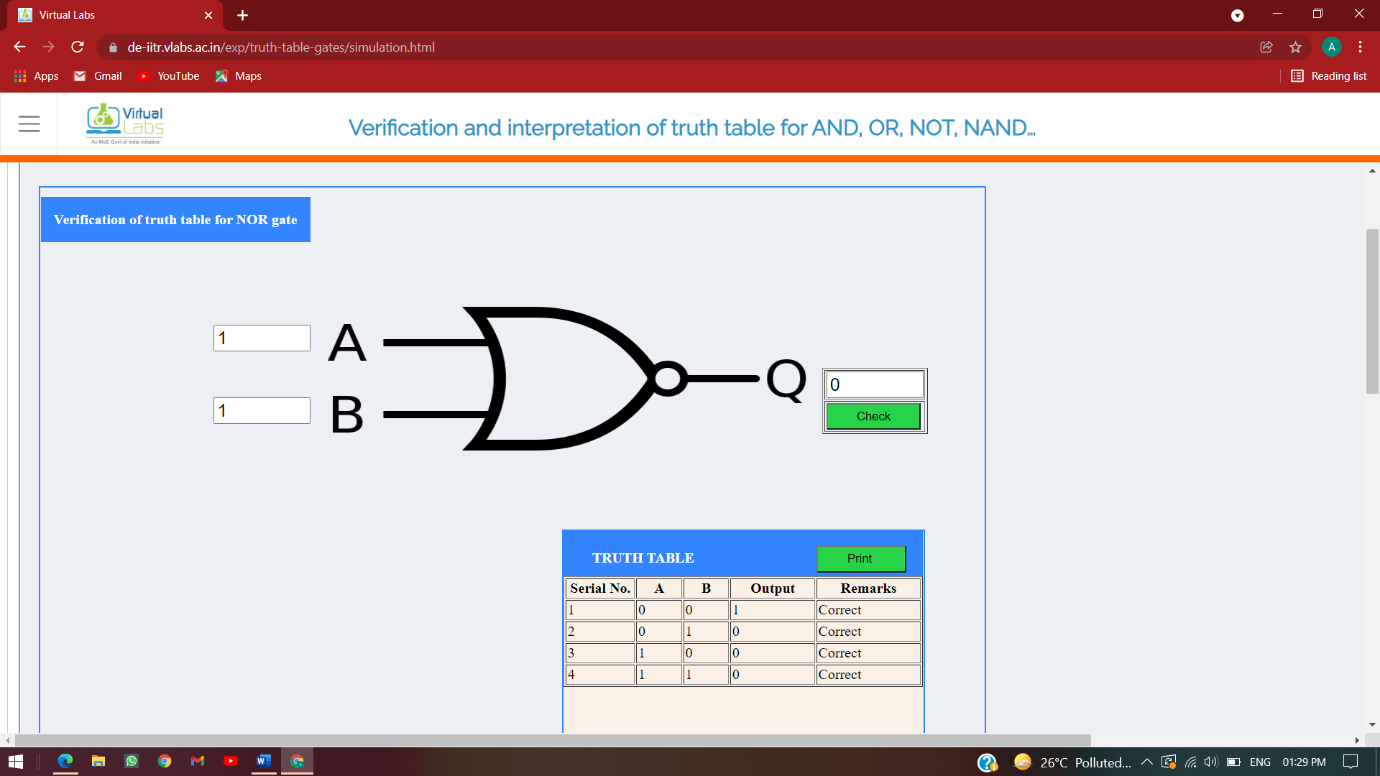 Virtual Labs
de-iitr.vlabs.ac.in/exp/truth-table-gates/simulation.html
A
Apps Gmail YouTube Maps Reading list
Virtual
Labs
An MoE Govt of India Initiative
Verification and interpretation of truth table for AND, OR, NOT, NAND...
Verification of truth table for NOR gate
1 A
Q 0
1 B
Check
TRUTH TABLE Print
Serial No. A B Output Remarks
1 0 0 1 Correct
2 0 1 0 Correct
3 1 0 0 Correct
4 1 1 0 Correct
26°C Polluted... ENG 01:29 PM